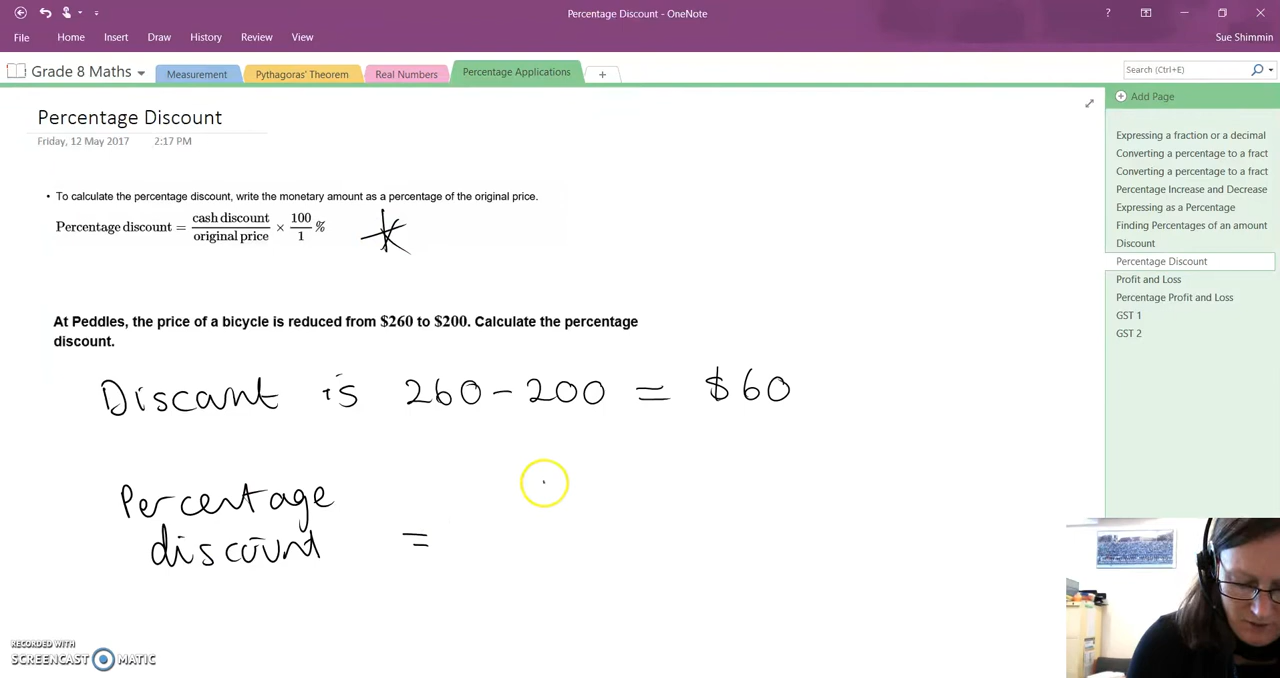 Percentage Discount - OneNote
?
File Home Insert Draw History Review View
Sue Shimmin
Grade 8 Maths
Measurement Pythagoras' Theorem Real Numbers Percentage Applications +
Search (Ctrl+E)
Add Page
Percentage Discount
Friday, 12 May 2017 2:17 PM
• To calculate the percentage discount, write the monetary amount as a percentage of the original price.
Percentage discount = cash discount / original price × 100 / 1 %
At Peddles, the price of a bicycle is reduced from $260 to $200. Calculate the percentage
discount.
Discount is 260 - 200 = $60
Percentage
discount =
Expressing a fraction or a decimal
Converting a percentage to a fract
Converting a percentage to a fract
Percentage Increase and Decrease
Expressing as a Percentage
Finding Percentages of an amount
Discount
Percentage Discount
Profit and Loss
Percentage Profit and Loss
GST 1
GST 2
RECORDED WITH
SCREENCAST MATIC